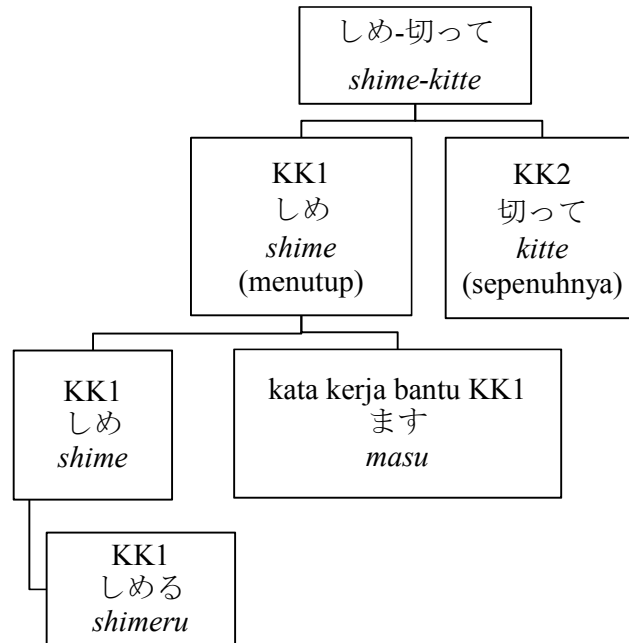 しめ-切って
shime-kitte
KK1
しめ
shime
(menutup)
KK2
切って
kitte
(sepenuhnya)
KK1
しめ
shime
kata kerja bantu KK1
ます
masu
KK1
しめる
shimeru